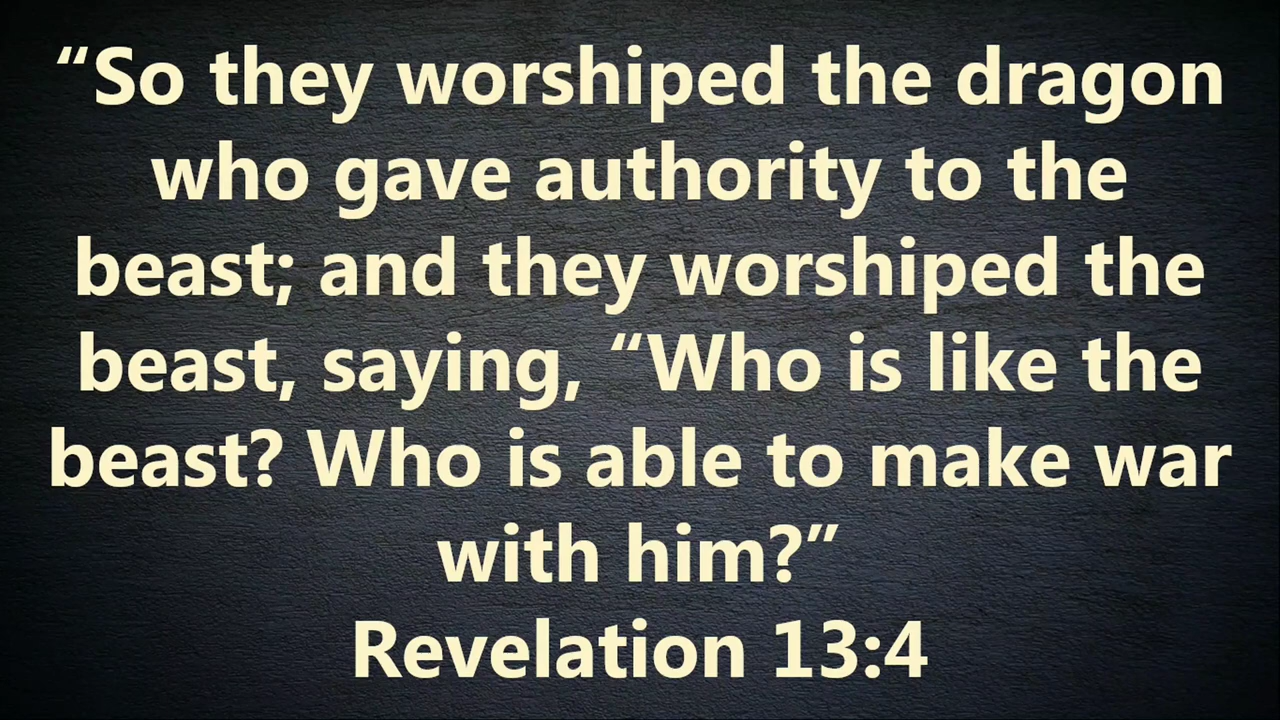 “So they worshiped the dragon
who gave authority to the
beast; and they worshiped the
beast, saying, “Who is like the
beast? Who is able to make war
with him?”
Revelation 13:4